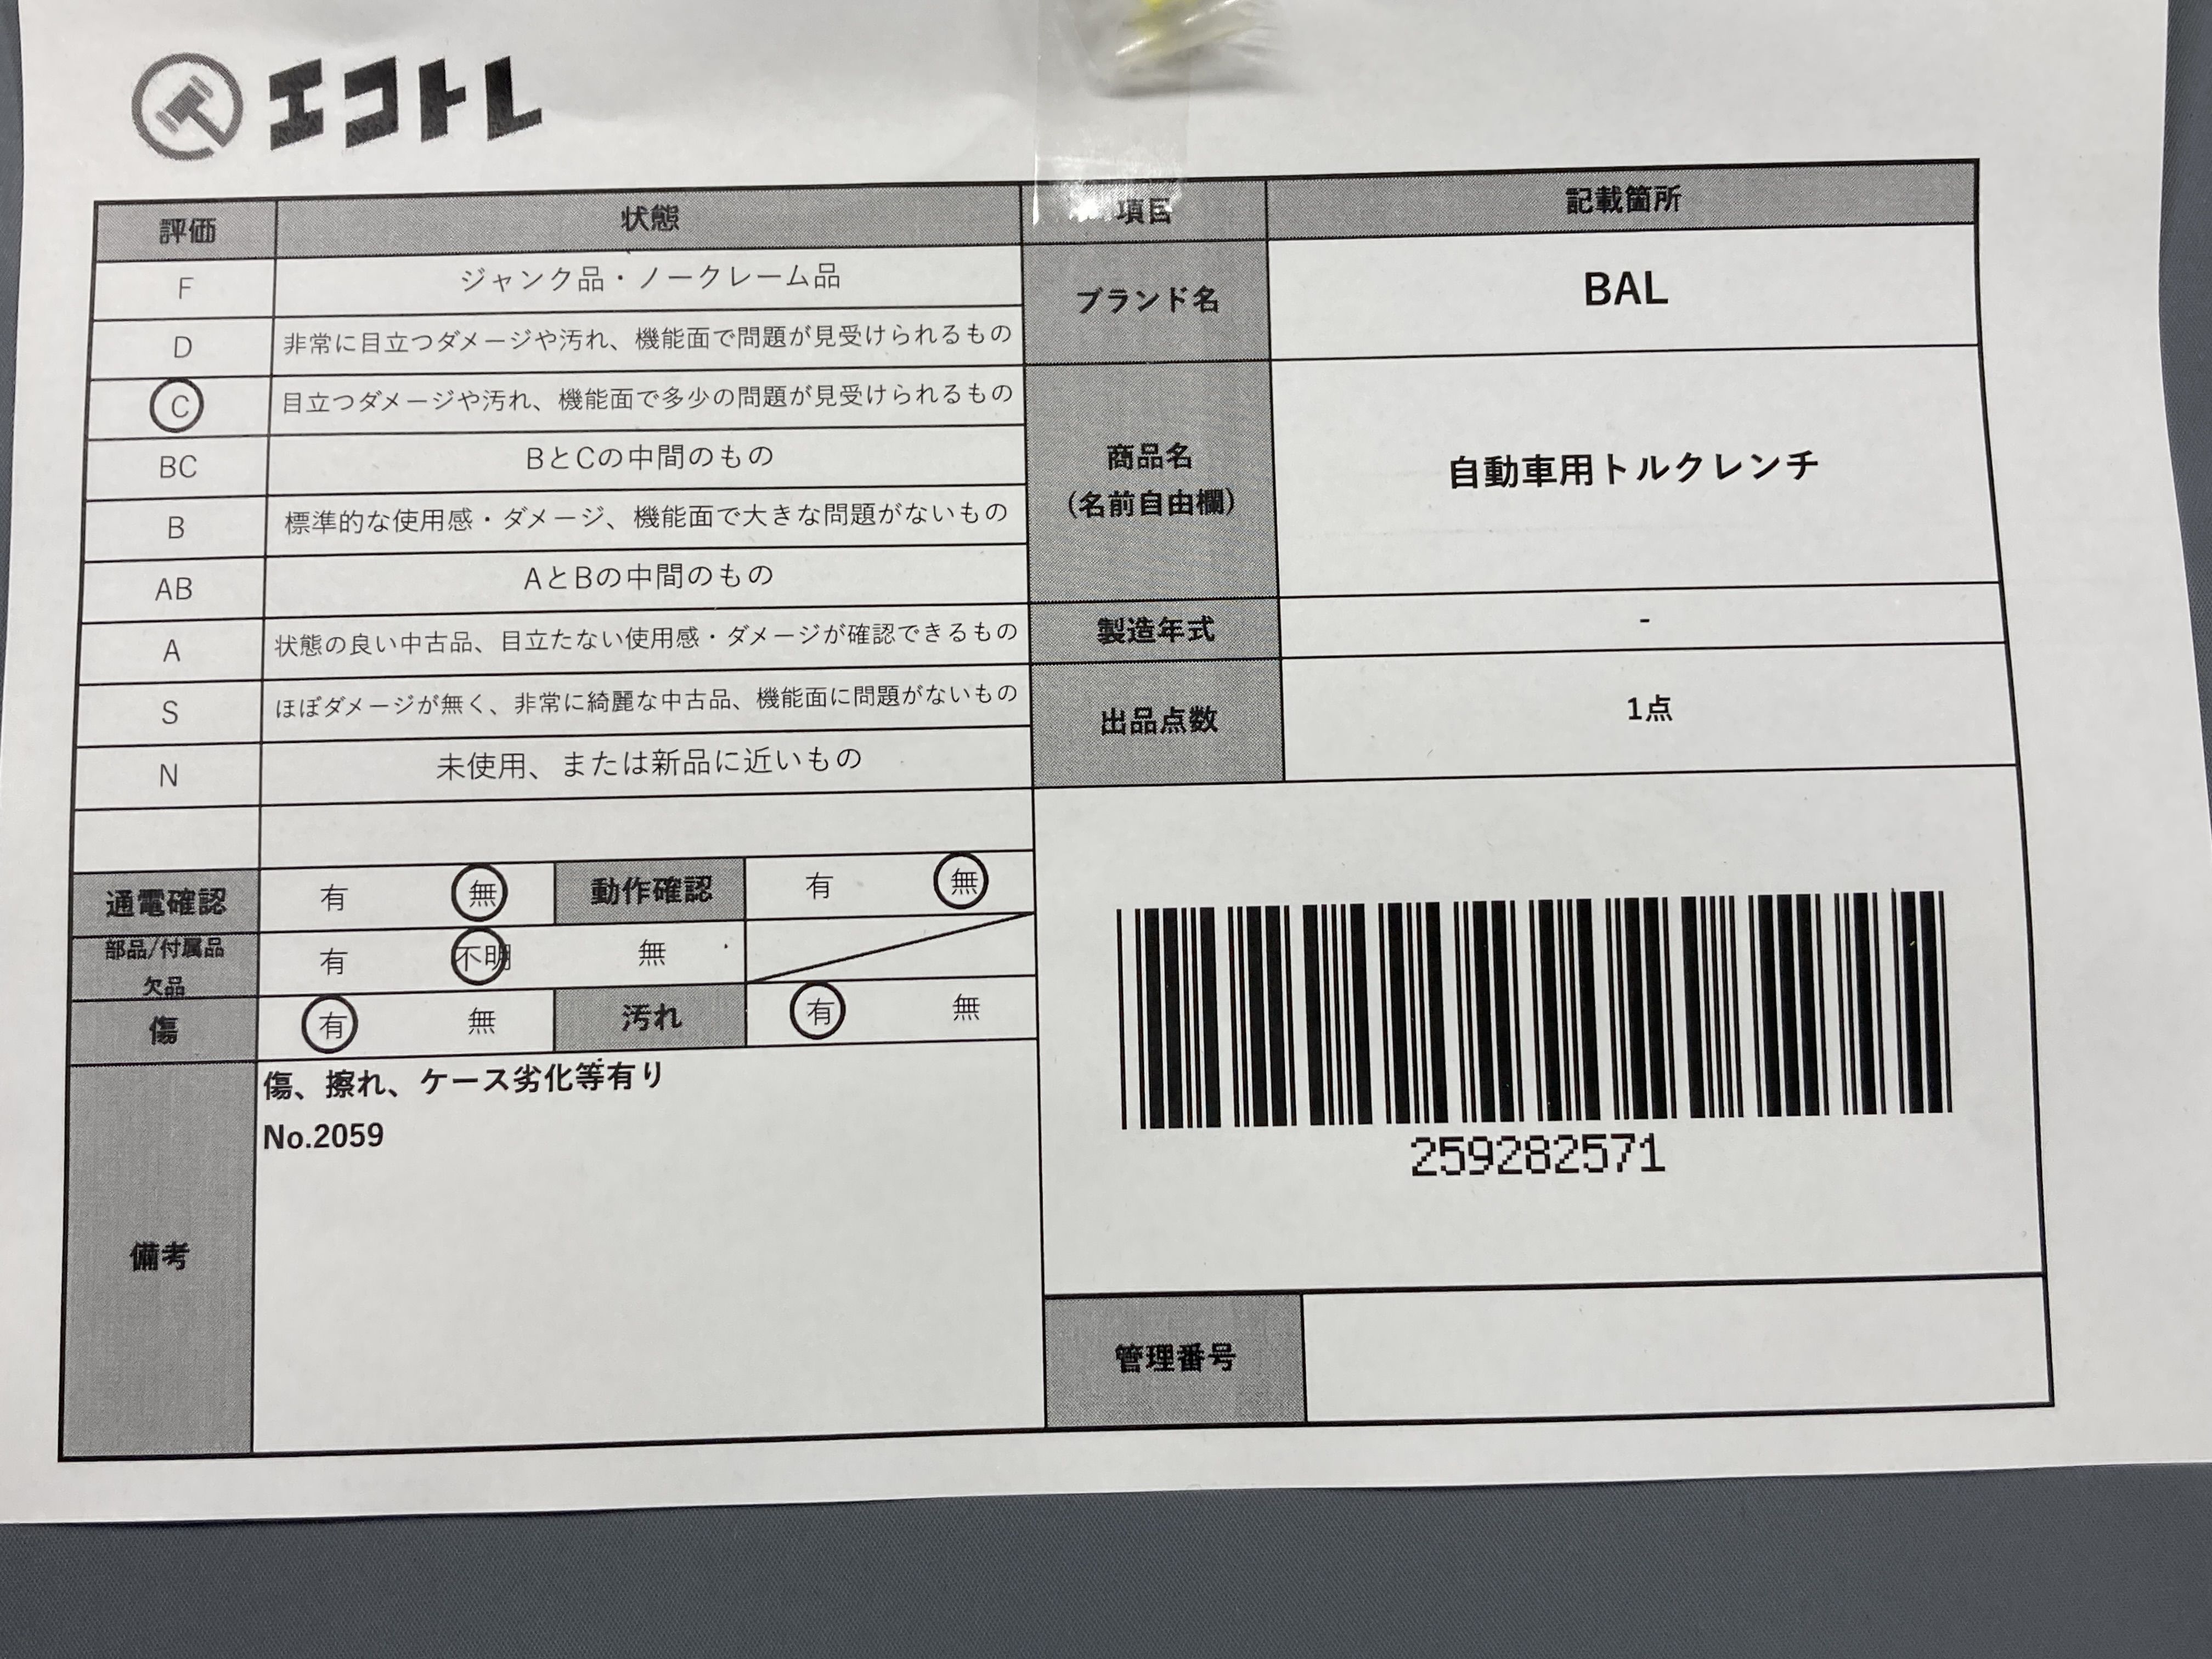 エコトレ
評価 状態 項目 記載箇所
F ジャンク品・ノークレーム品
D 非常に目立つダメージや汚れ、機能面で問題が見受けられるもの
C 目立つダメージや汚れ、機能面で多少の問題が見受けられるもの
BC BとCの中間のもの
B 標準的な使用感・ダメージ、機能面で大きな問題がないもの
AB AとBの中間のもの
A 状態の良い中古品、目立たない使用感・ダメージが確認できるもの
S ほぼダメージが無く、非常に綺麗な中古品、機能面に問題がないもの
N 未使用、または新品に近いもの
ブランド名 BAL
商品名
(名前自由欄)
自動車用トルクレンチ
製造年式 -
出品点数 1点
通電確認 有 無 動作確認 有 無
部品/付属品
欠品
有 不明 無
傷 有 無 汚れ 有 無
備考
傷、擦れ、ケース劣化等有り
No.2059
259282571
管理番号